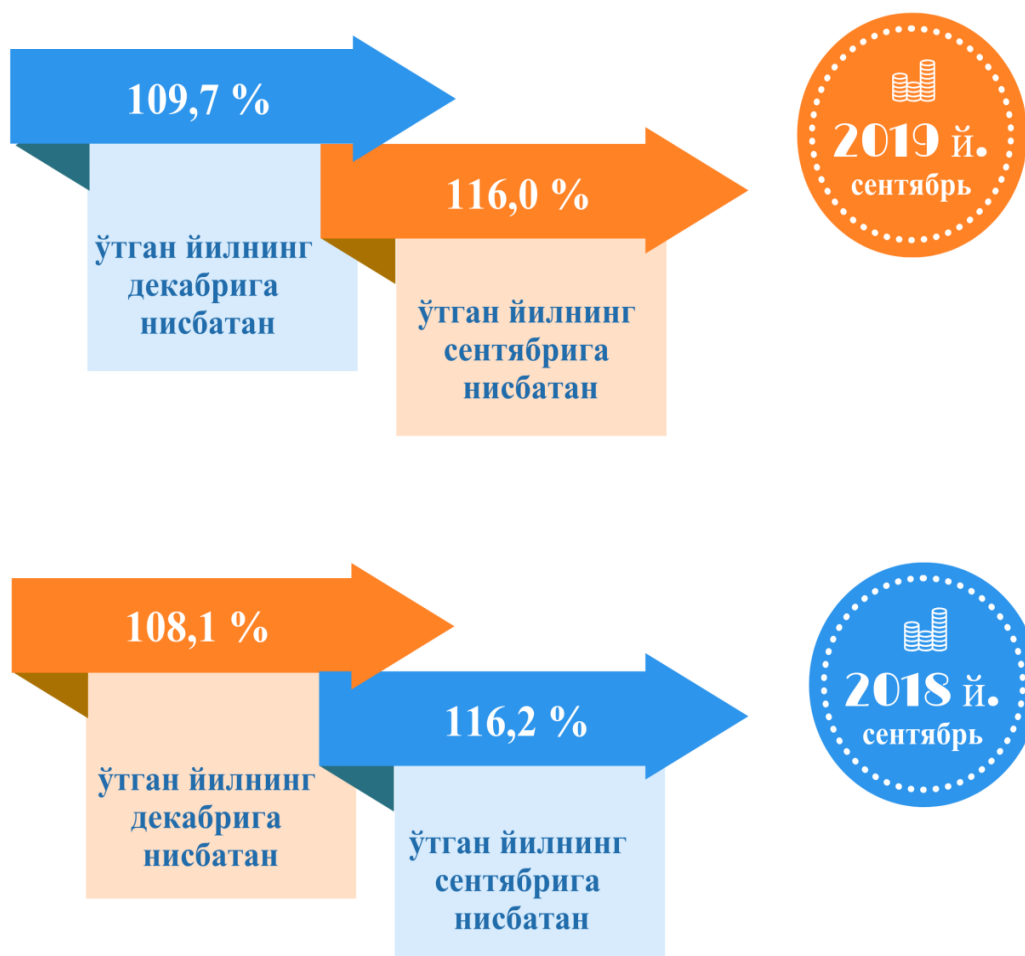 109,7 %
ўтган йилнинг
декабрига
нисбатан
116,0 %
ўтган йилнинг
сентябрига
нисбатан
2019 й.
сентябрь
108,1 %
ўтган йилнинг
декабрига
нисбатан
116,2 %
ўтган йилнинг
сентябрига
нисбатан
2018 й.
сентябрь